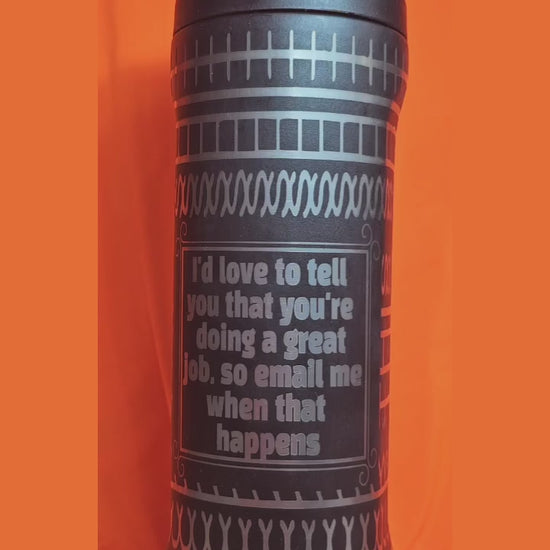 I'd love to tell
you that you're
doing a great
job. so email me
when that
happens